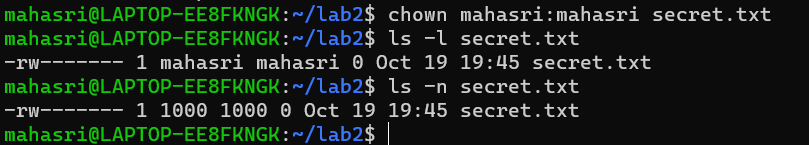 mahasri@LAPTOP-EE8FKNGK:~/lab2$ chown mahasri:mahasri secret.txt
mahasri@LAPTOP-EE8FKNGK:~/lab2$ ls -l secret.txt
-rw------- 1 mahasri mahasri 0 Oct 19 19:45 secret.txt
mahasri@LAPTOP-EE8FKNGK:~/lab2$ ls -n secret.txt
-rw------- 1 1000 1000 0 Oct 19 19:45 secret.txt
mahasri@LAPTOP-EE8FKNGK:~/lab2$